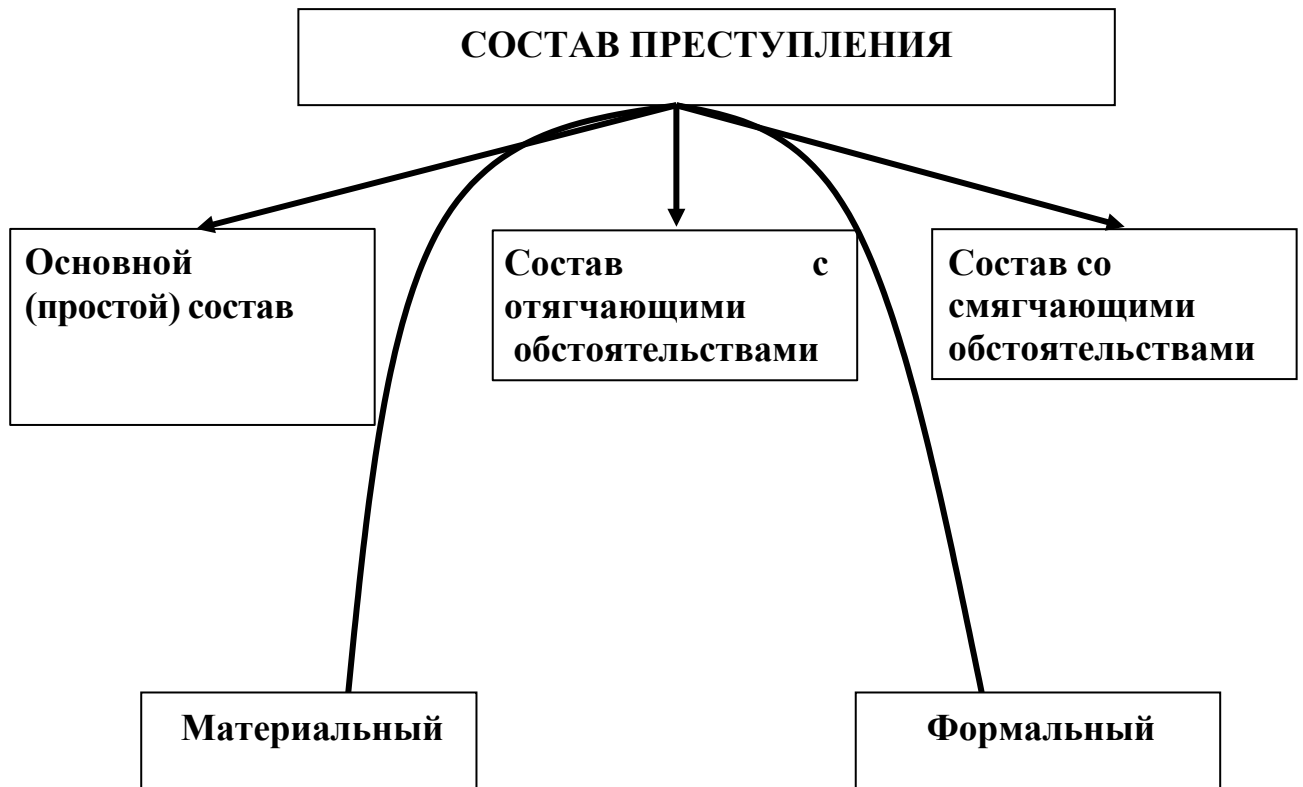 СОСТАВ ПРЕСТУПЛЕНИЯ
Основной
(простой) состав
Состав с
отягчающими
обстоятельствами
Состав со
смягчающими
обстоятельствами
Материальный
Формальный